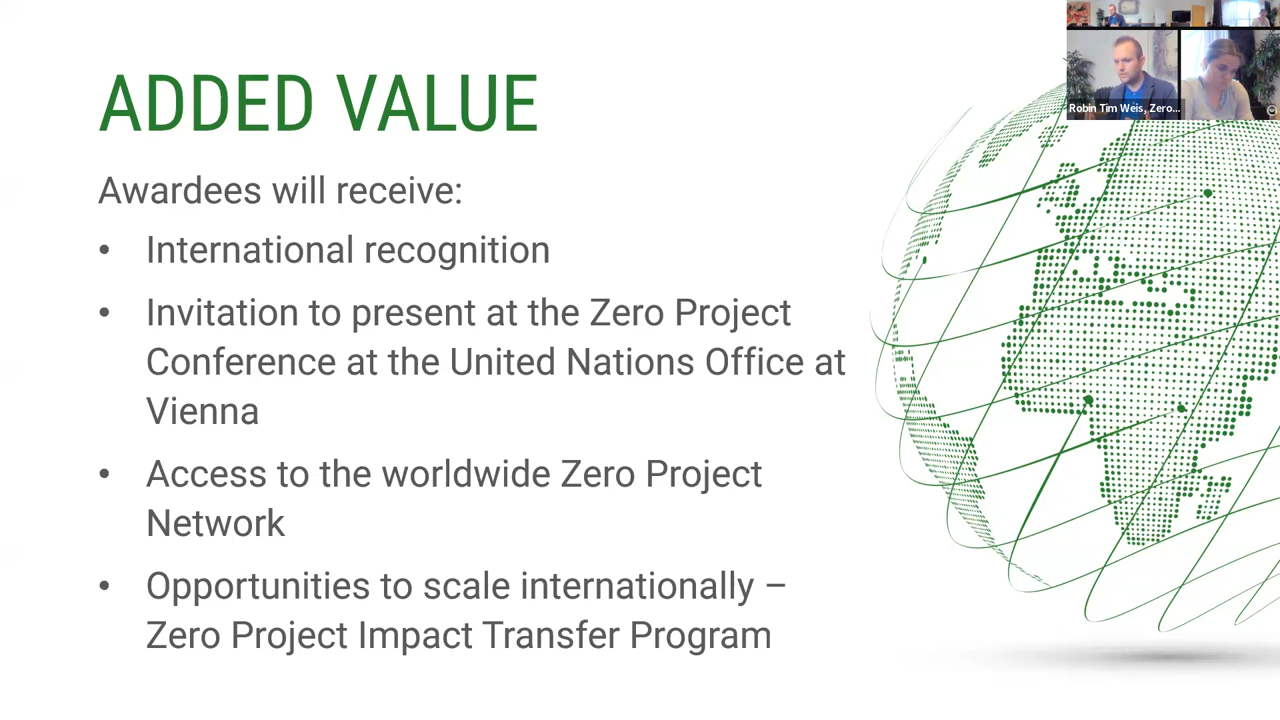 ADDED VALUE
Robin Tim Weis, Zero...
Awardees will receive:
• International recognition
• Invitation to present at the Zero Project
Conference at the United Nations Office at
Vienna
• Access to the worldwide Zero Project
Network
• Opportunities to scale internationally –
Zero Project Impact Transfer Program